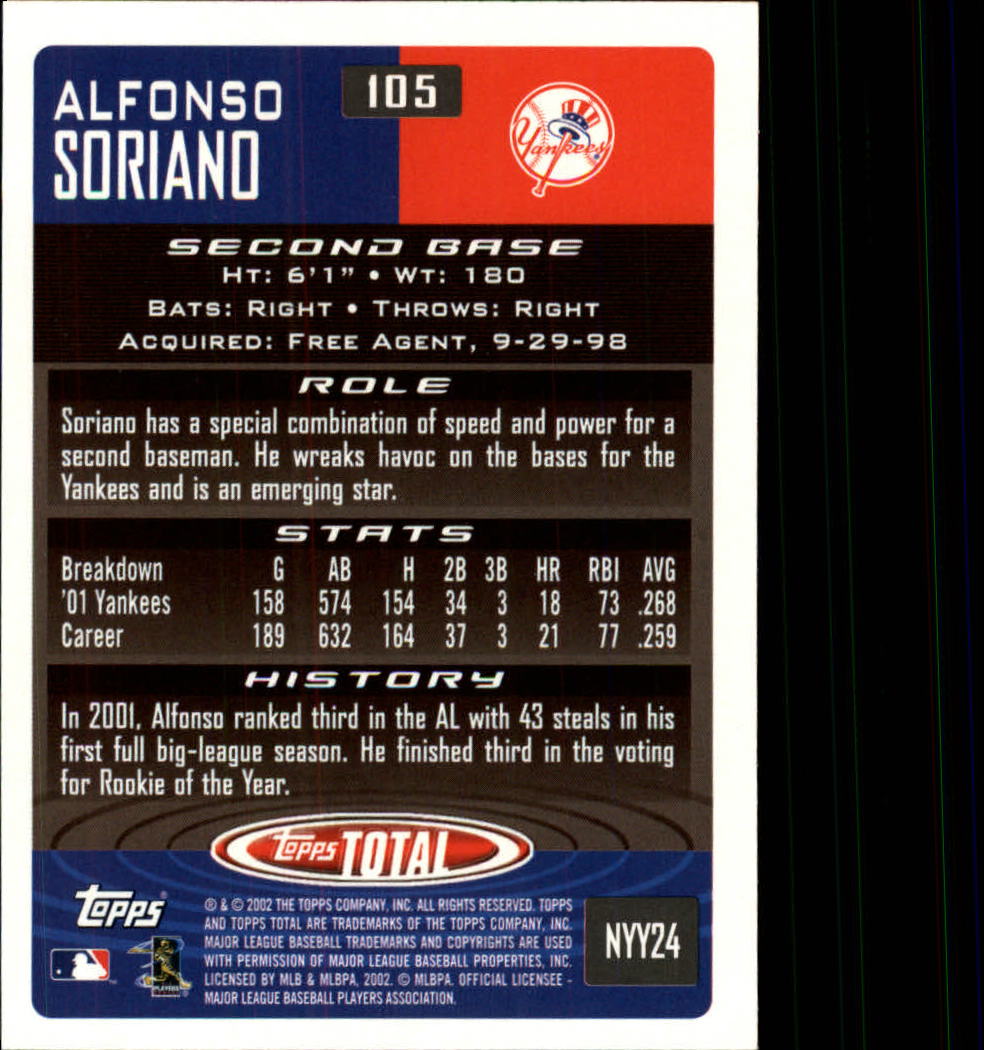 ALFONSO
SORIANO
105
Yankees
SECOND BASE
HT: 6'1" • WT: 180
BATS: RIGHT • THROWS: RIGHT
ACQUIRED: FREE AGENT, 9-29-98
ROLE
Soriano has a special combination of speed and power for a
second baseman. He wreaks havoc on the bases for the
Yankees and is an emerging star.
STATS
Breakdown G AB H 2B 3B HR RBI AVG
'01 Yankees 158 574 154 34 3 18 73 .268
Career 189 632 164 37 3 21 77 .259
HISTORY
In 2001, Alfonso ranked third in the AL with 43 steals in his
first full big-league season. He finished third in the voting
for Rookie of the Year.
topps TOTAL
topps®
® & © 2002 THE TOPPS COMPANY, INC. ALL RIGHTS RESERVED. TOPPS
AND TOPPS TOTAL ARE TRADEMARKS OF THE TOPPS COMPANY, INC.
MAJOR LEAGUE BASEBALL TRADEMARKS AND COPYRIGHTS ARE USED
WITH PERMISSION OF MAJOR LEAGUE BASEBALL PROPERTIES, INC.
LICENSED BY MLB & MLBPA, 2002. © MLBPA. OFFICIAL LICENSEE -
MAJOR LEAGUE BASEBALL PLAYERS ASSOCIATION.
PLAYERS
NYY24